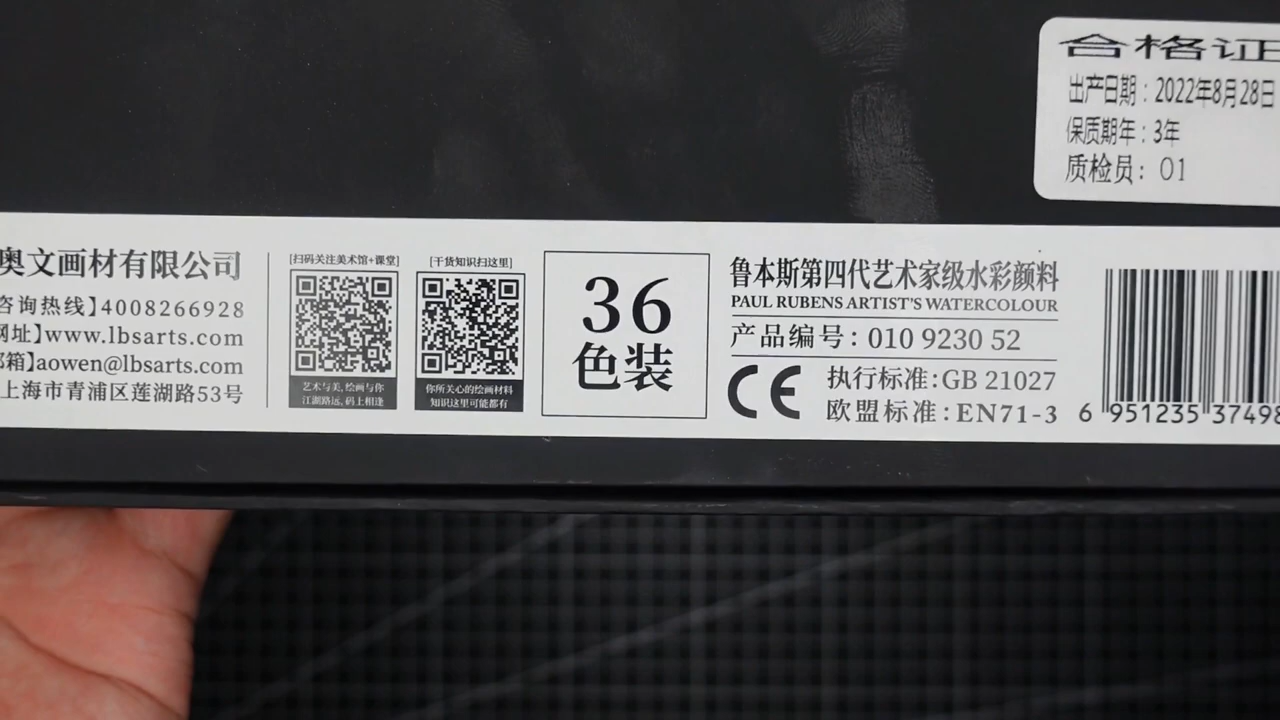 合格证
出产日期：2022年8月28日
保质期年：3年
质检员：01
奥文画材有限公司
咨询热线】4008266928
网址】www.lbsarts.com
邮箱】aowen@lbsarts.com
上海市青浦区莲湖路53号
[扫码关注美术馆+课堂]
艺术与美，绘画与你
江湖路远，码上相逢
[干货知识扫这里]
你所关心的绘画材料
知识这里可能都有
36
色装
鲁本斯第四代艺术家级水彩颜料
PAUL RUBENS ARTIST'S WATERCOLOUR
产品编号：010 9230 52
CE
执行标准：GB 21027
欧盟标准：EN71-3
6 951235 37498